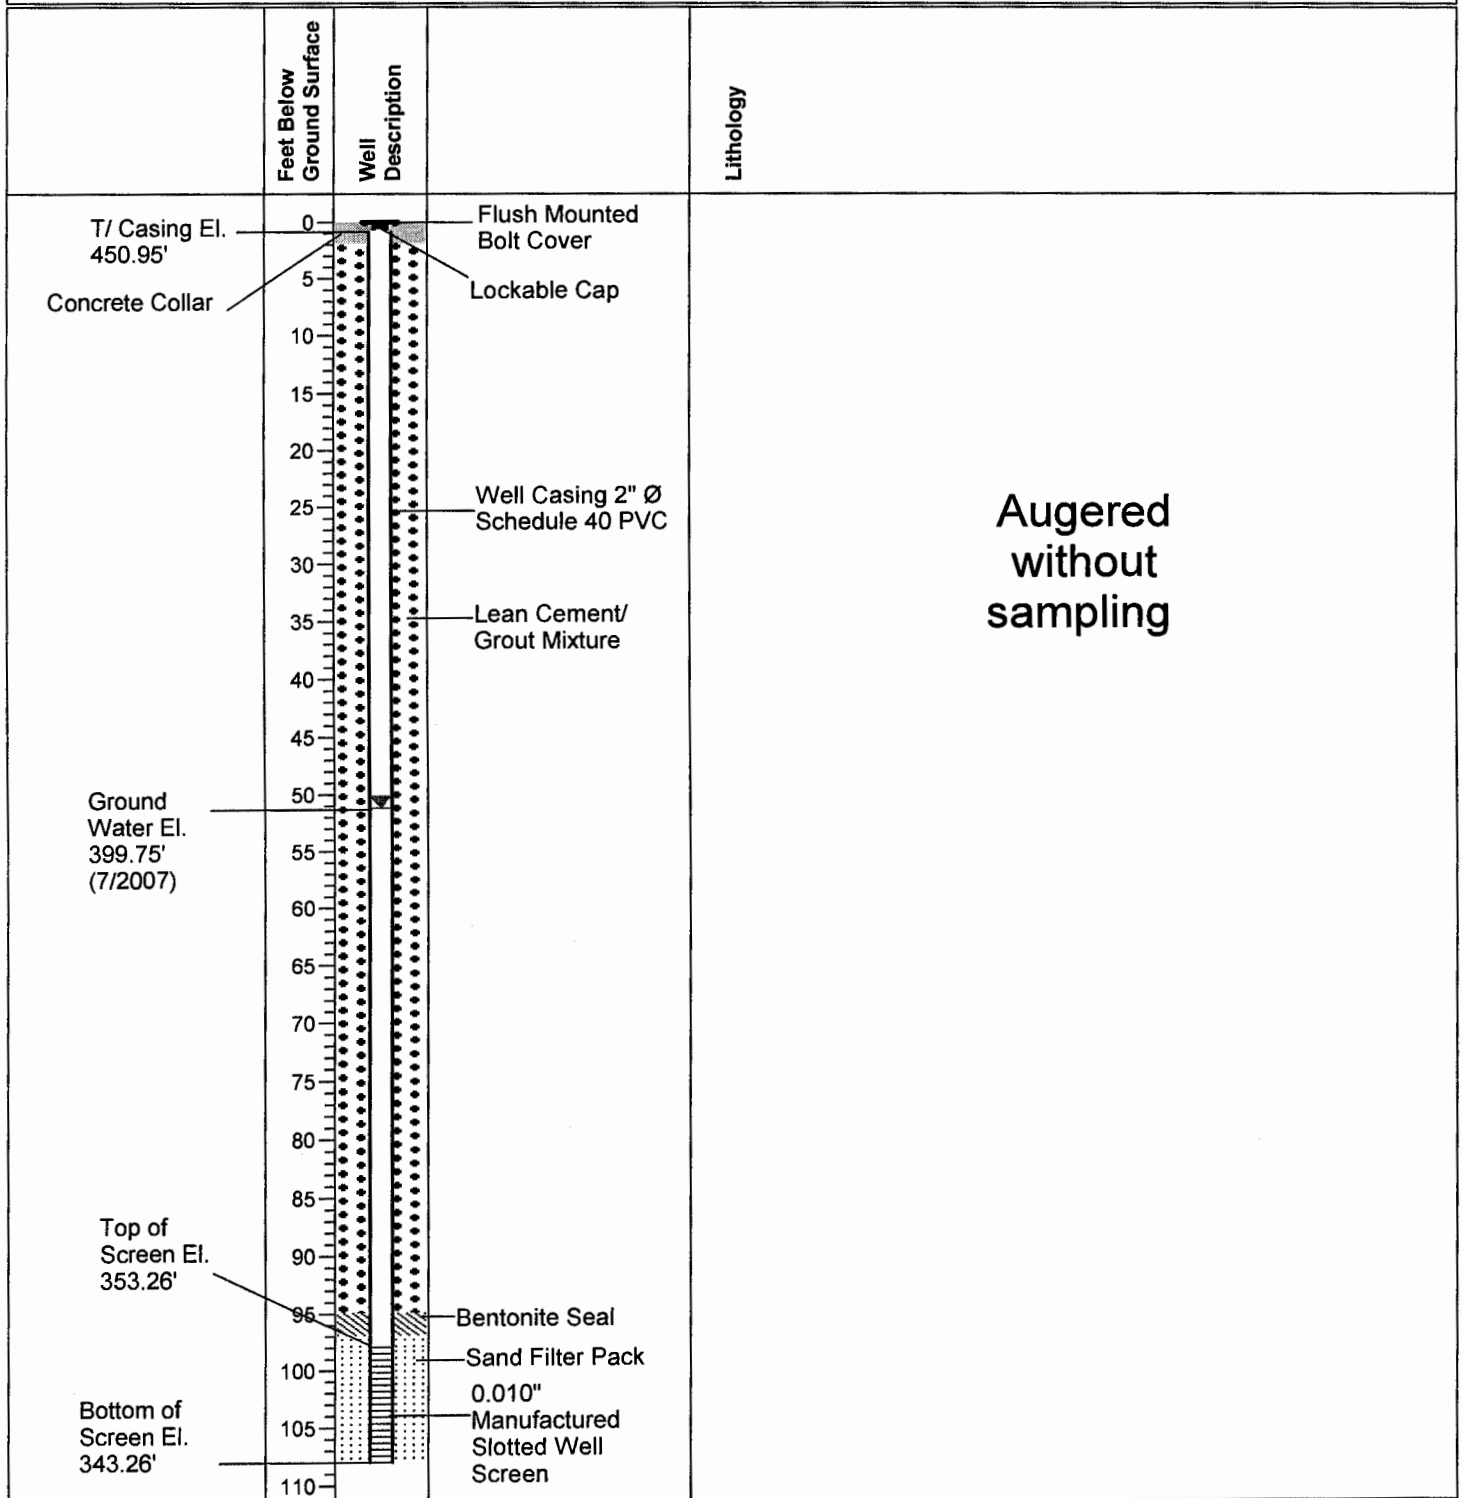 Feet Below
Ground Surface
Well
Description
Lithology
T/ Casing El.
450.95'
Concrete Collar
0
5
10
15
20
25
30
35
40
45
50
55
60
65
70
75
80
85
90
95
100
105
110
Flush Mounted
Bolt Cover
Lockable Cap
Well Casing 2" Ø
Schedule 40 PVC
Lean Cement/
Grout Mixture
Augered
without
sampling
Ground
Water El.
399.75'
(7/2007)
Top of
Screen El.
353.26'
Bentonite Seal
Sand Filter Pack
0.010"
Manufactured
Slotted Well
Screen
Bottom of
Screen El.
343.26'